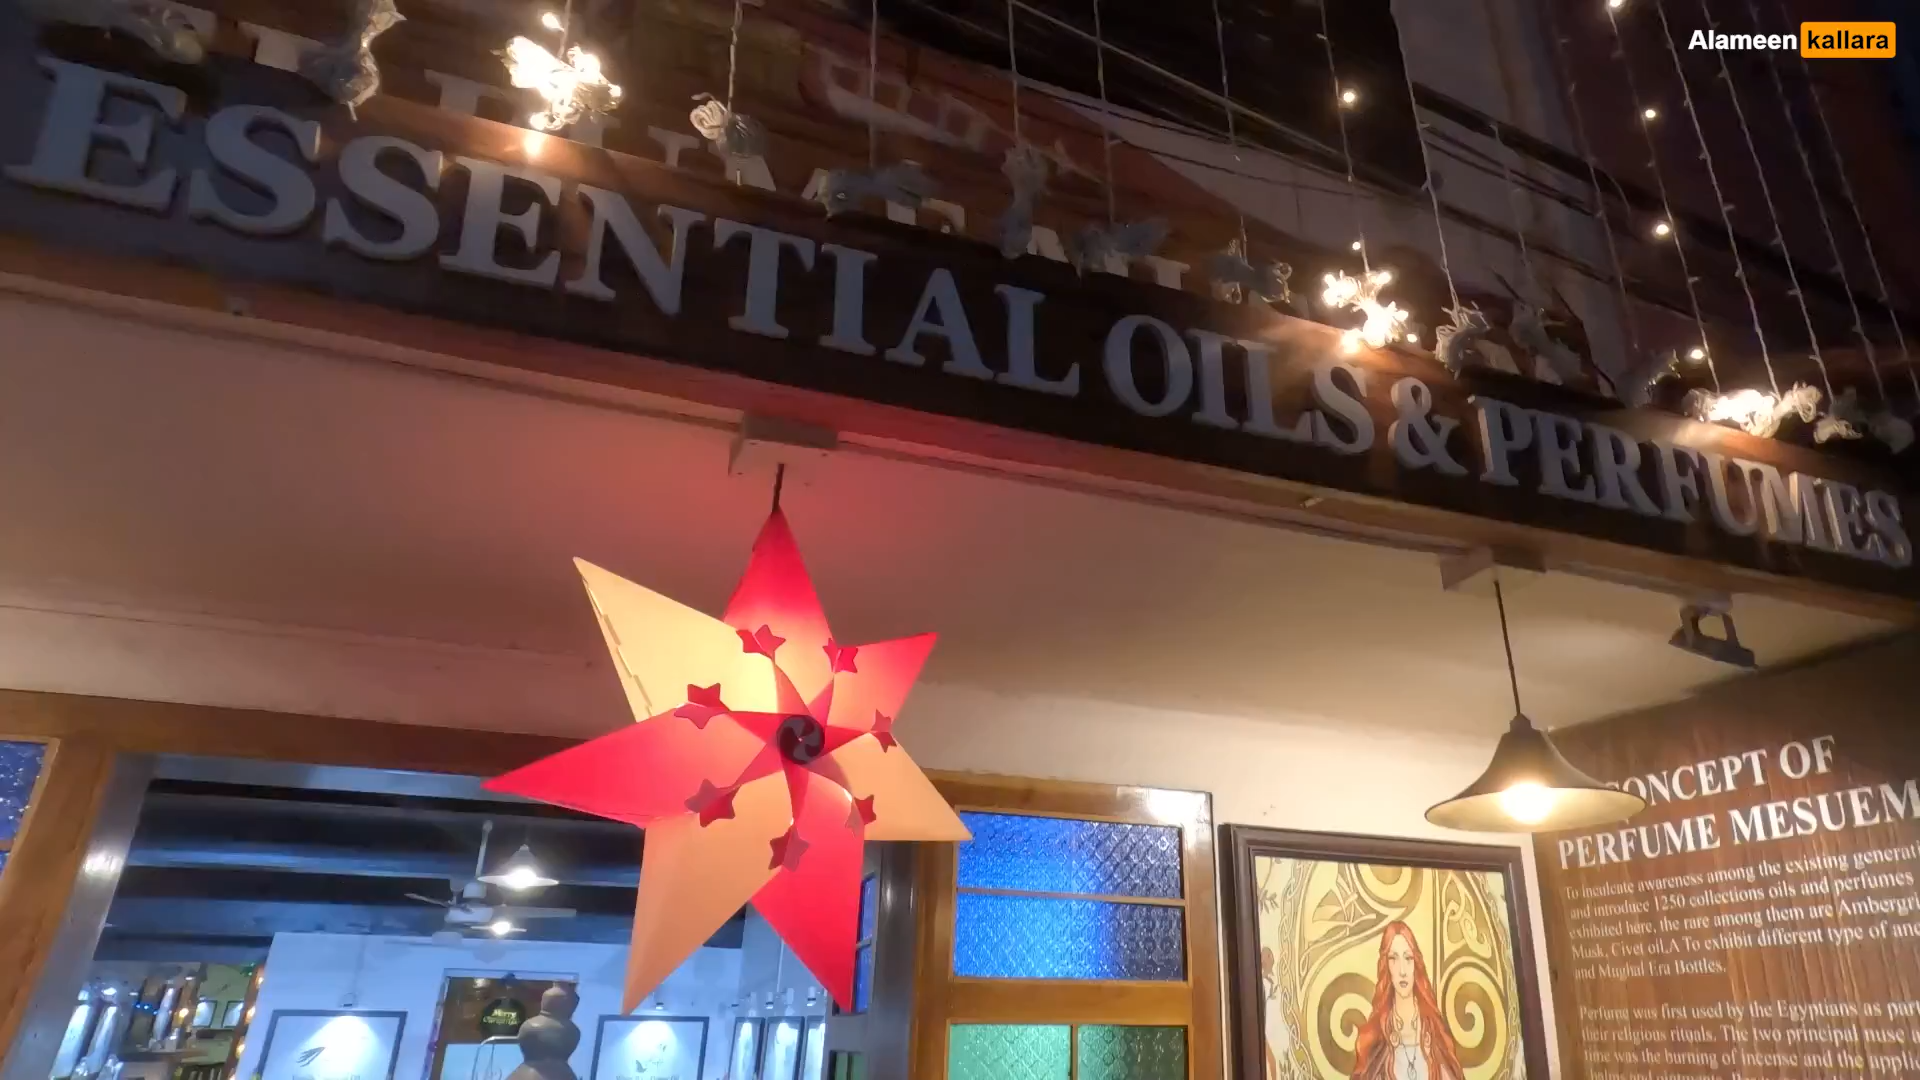 Alameen kallara
ESSENTIAL OILS & PERFUMES
CONCEPT OF
PERFUME MESUEM
To inculcate awareness among the existing generati
and introduce 1250 collections oils and perfumes
exhibited here, the rare among them are Ambergri
Musk, Civet oil.A To exhibit different type of anc
and Mughal Era Bottles.
Perfume was first used by the Egyptians as part
their religious rituals. The two principal
time was the burning of incense and the applic